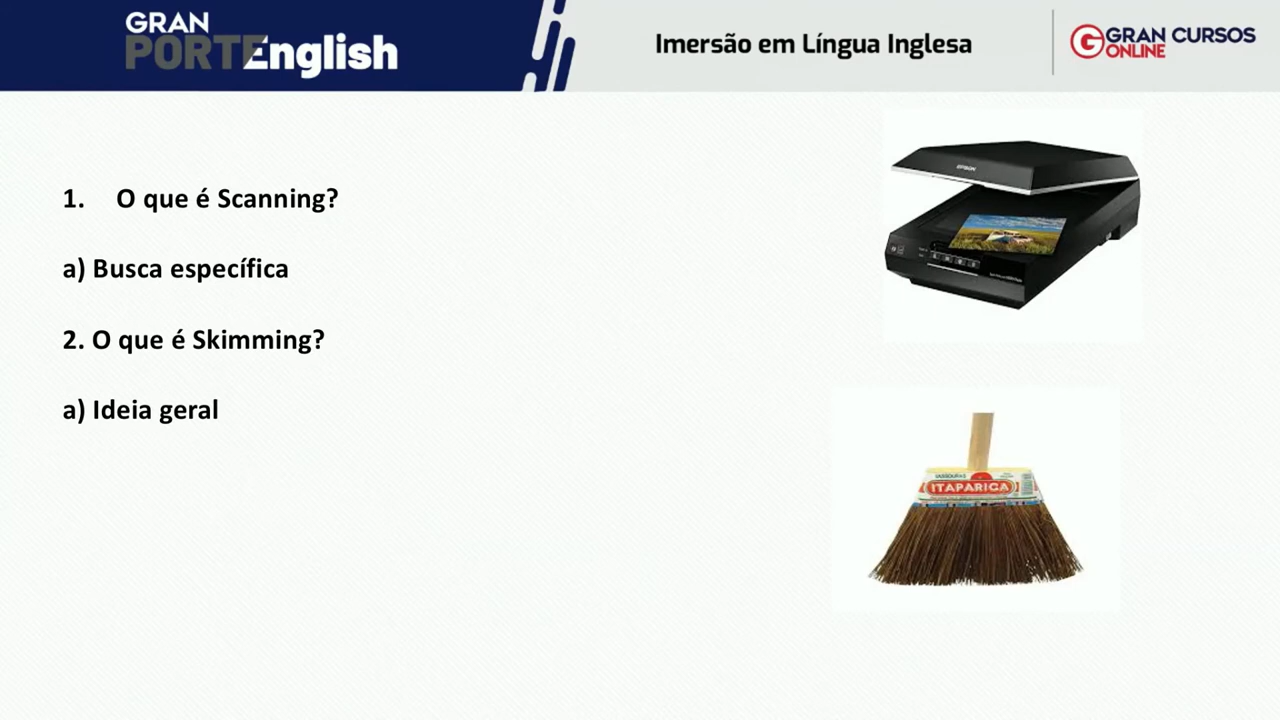 GRAN
PORTEnglish
Imersão em Língua Inglesa
GRAN CURSOS
ONLINE
1. O que é Scanning?
a) Busca específica
2. O que é Skimming?
a) Ideia geral
EPSON
VASSOURAS
ITAPARICA